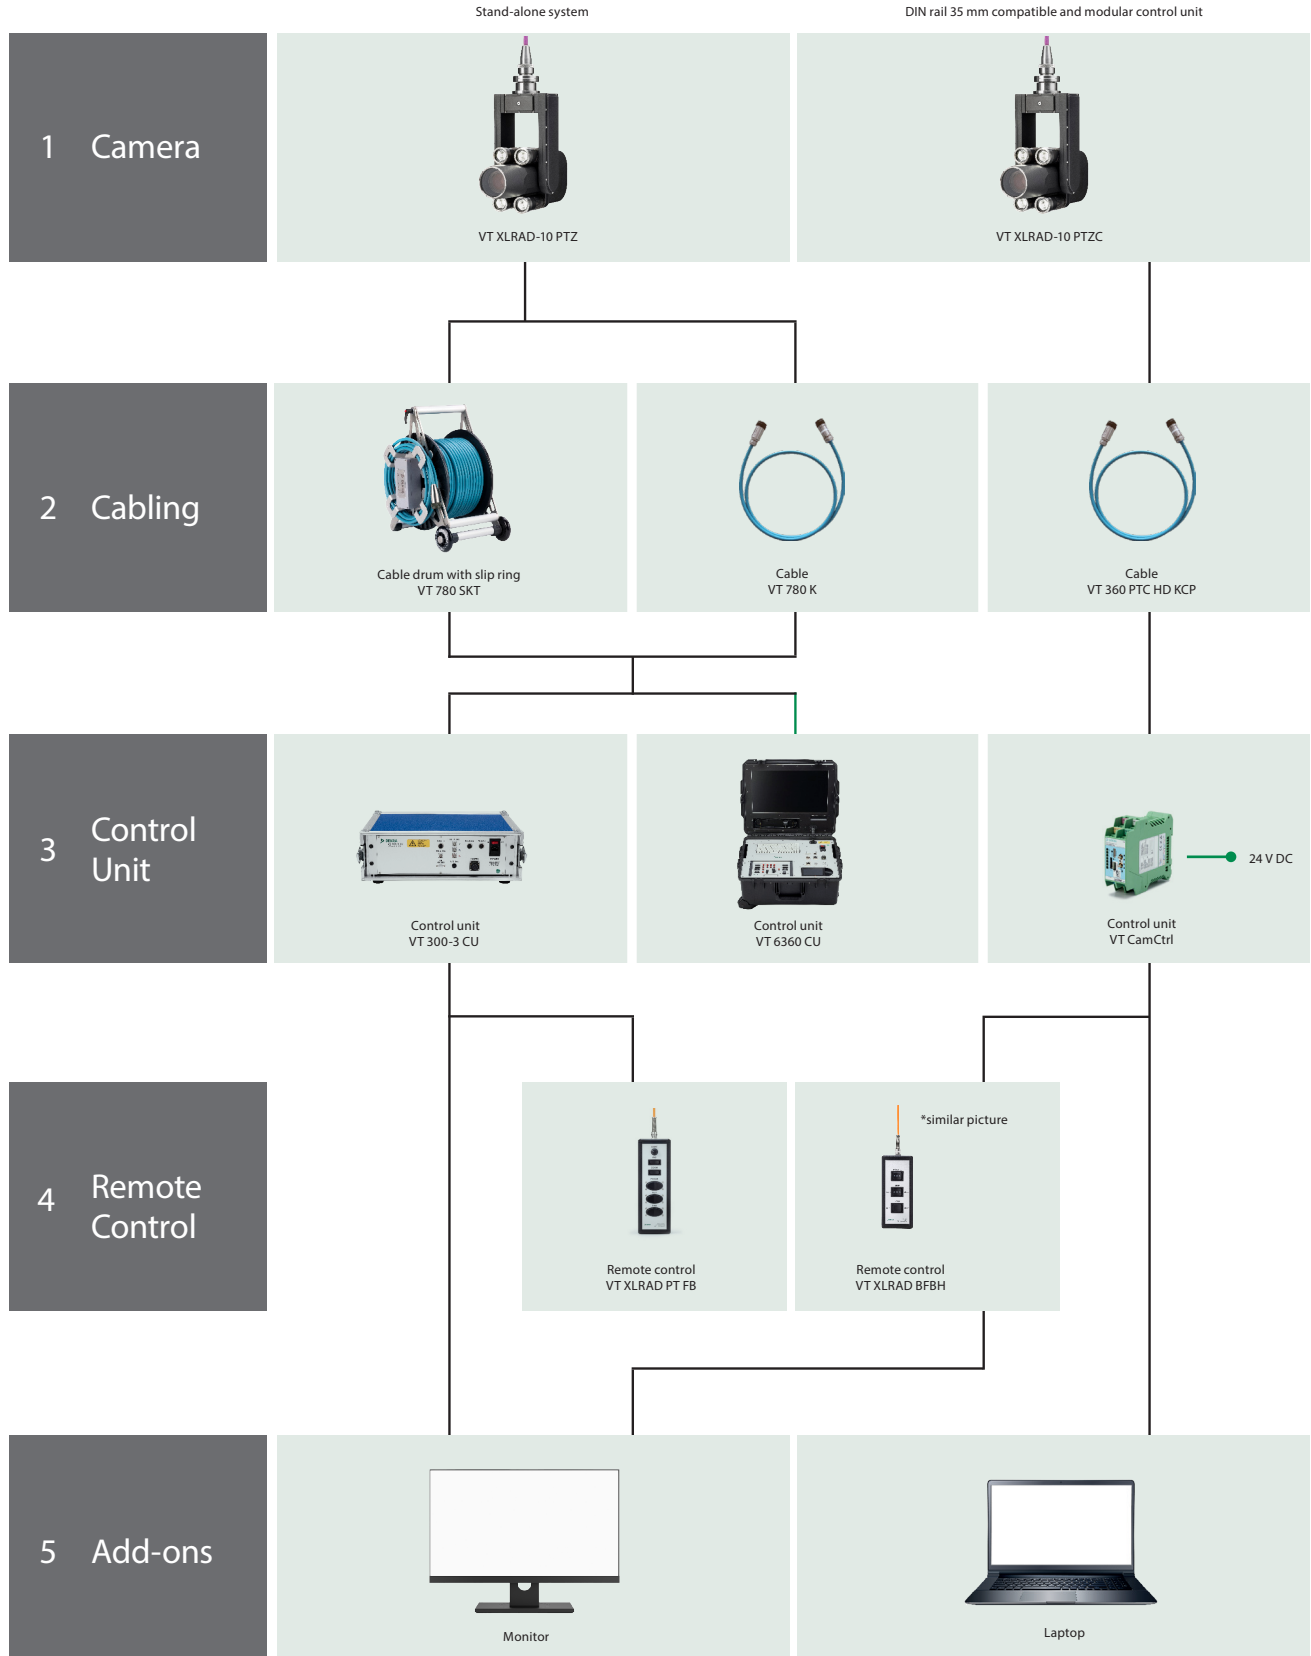 Stand-alone system
DIN rail 35 mm compatible and modular control unit
1 Camera
VT XLRAD-10 PTZ
VT XLRAD-10 PTZC
2 Cabling
Cable drum with slip ring
VT 780 SKT
Cable
VT 780 K
Cable
VT 360 PTC HD KCP
3 Control
Unit
24 V DC
Control unit
VT 300-3 CU
Control unit
VT 6360 CU
Control unit
VT CamCtrl
4 Remote
Control
*similar picture
Remote control
VT XLRAD PT FB
Remote control
VT XLRAD BFBH
5 Add-ons
Monitor
Laptop